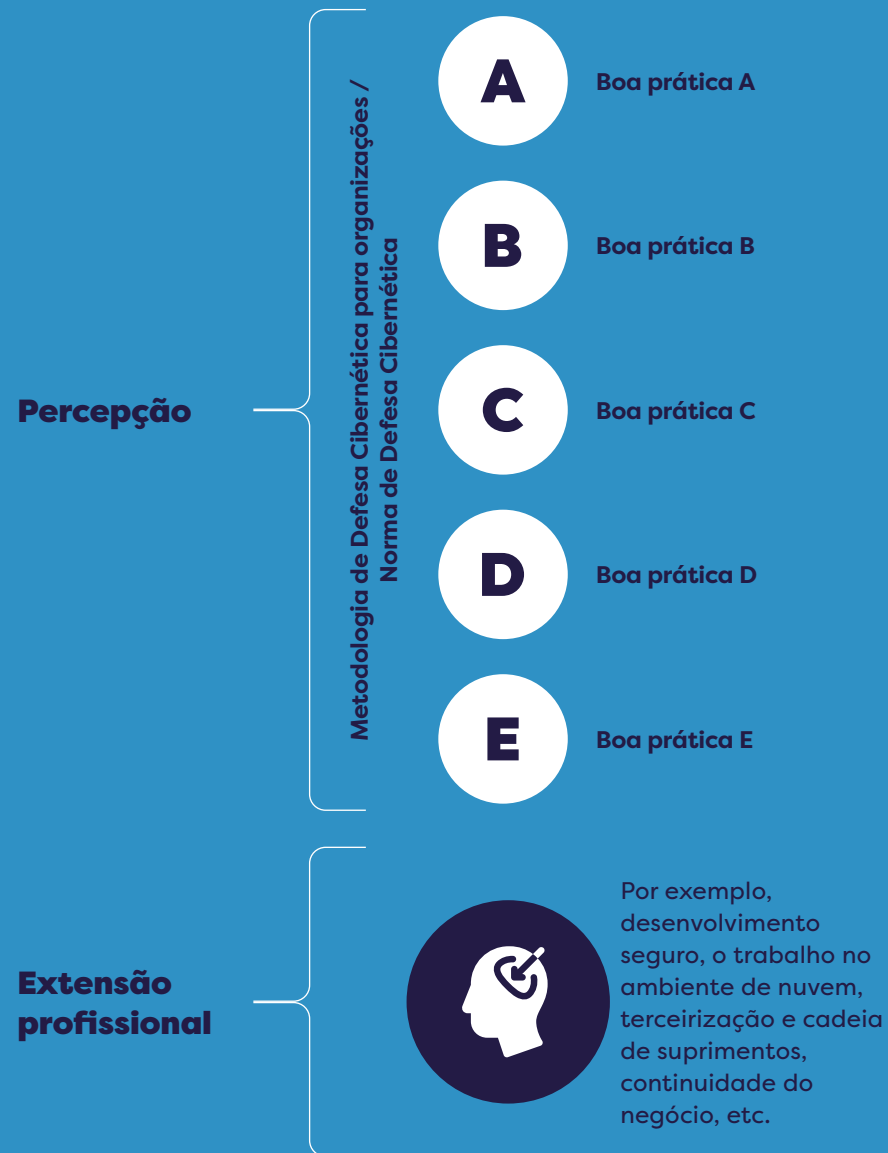 Percepção
Metodologia de Defesa Cibernética para organizações /
Norma de Defesa Cibernética
A
Boa prática A
B
Boa prática B
C
Boa prática C
D
Boa prática D
E
Boa prática E
Extensão
profissional
Por exemplo,
desenvolvimento
seguro, o trabalho no
ambiente de nuvem,
terceirização e cadeia
de suprimentos,
continuidade do
negócio, etc.